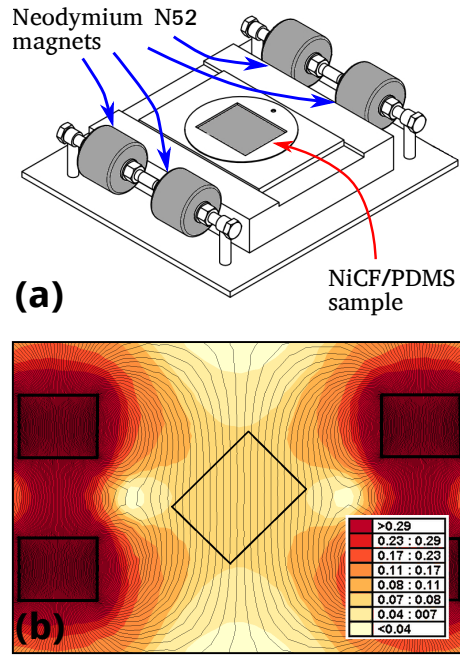 Neodymium N52
magnets
NiCF/PDMS
sample
(a)
>0.29
0.23 : 0.29
0.17 : 0.23
0.11 : 0.17
0.08 : 0.11
0.07 : 0.08
0.04 : 007
<0.04
(b)